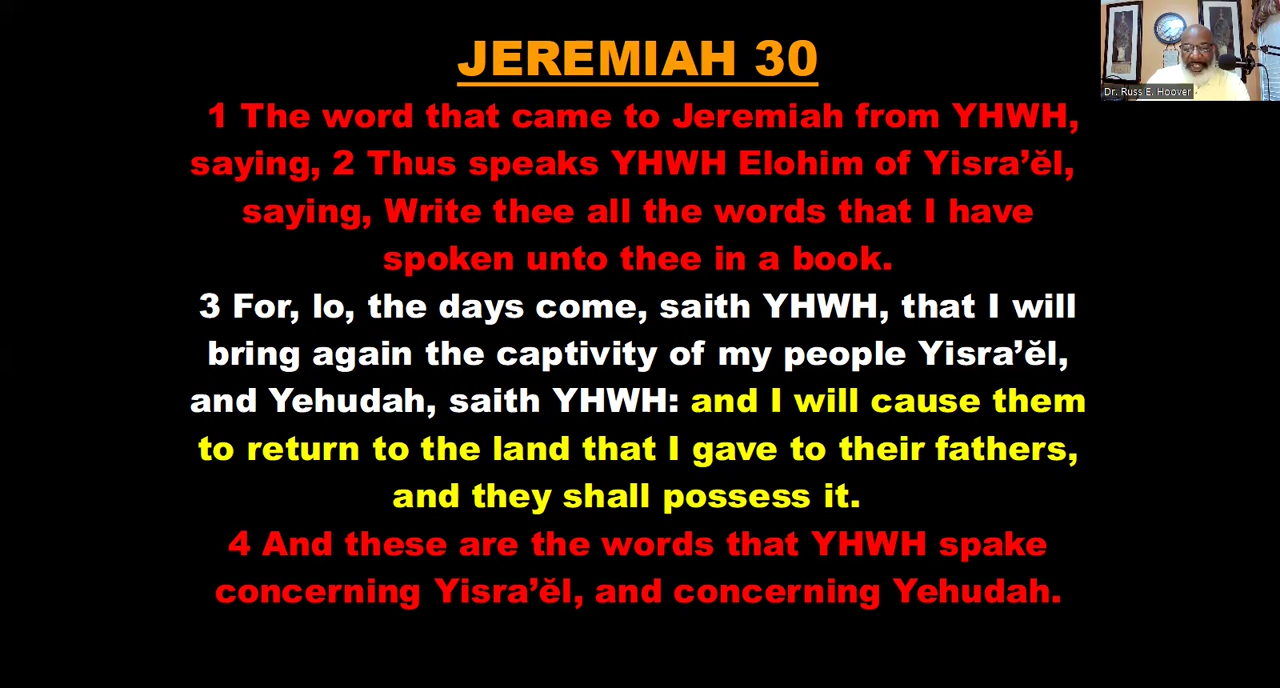 JEREMIAH 30
1 The word that came to Jeremiah from YHWH,
saying, 2 Thus speaks YHWH Elohim of Yisra’ĕl,
saying, Write thee all the words that I have
spoken unto thee in a book.
3 For, lo, the days come, saith YHWH, that I will
bring again the captivity of my people Yisra’ĕl,
and Yehudah, saith YHWH: and I will cause them
to return to the land that I gave to their fathers,
and they shall possess it.
4 And these are the words that YHWH spake
concerning Yisra’ĕl, and concerning Yehudah.
Dr. Russ E. Hoover